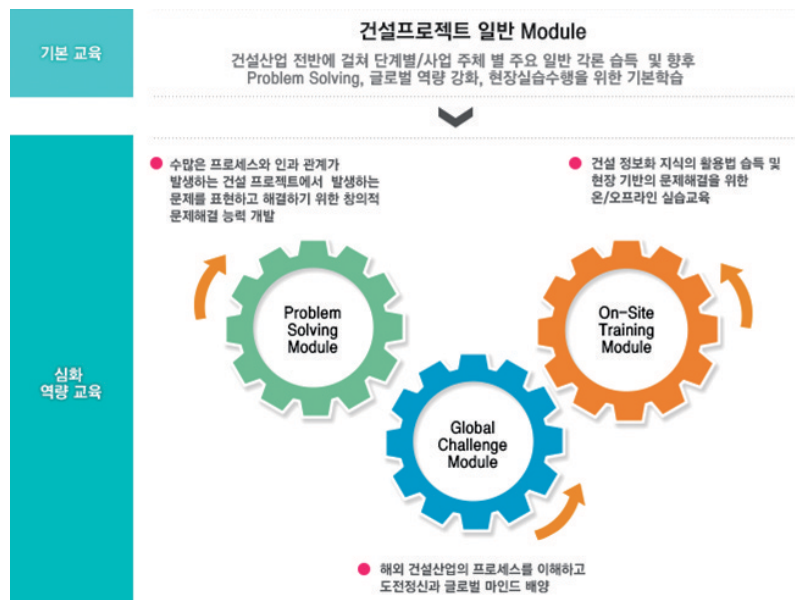 기본 교육
건설프로젝트 일반 Module
건설산업 전반에 걸쳐 단계별/사업 주체 별 주요 일반 각론 습득 및 향후
Problem Solving, 글로벌 역량 강화, 현장실습수행을 위한 기본학습
심화
역량 교육
수많은 프로세스와 인과 관계가
발생하는 건설 프로젝트에서 발생하는
문제를 표현하고 해결하기 위한 창의적
문제해결 능력 개발
건설 정보화 지식의 활용법 습득 및
현장 기반의 문제해결을 위한
온/오프라인 실습교육
Problem
Solving
Module
On-Site
Training
Module
Global
Challenge
Module
해외 건설산업의 프로세스를 이해하고
도전정신과 글로벌 마인드 배양